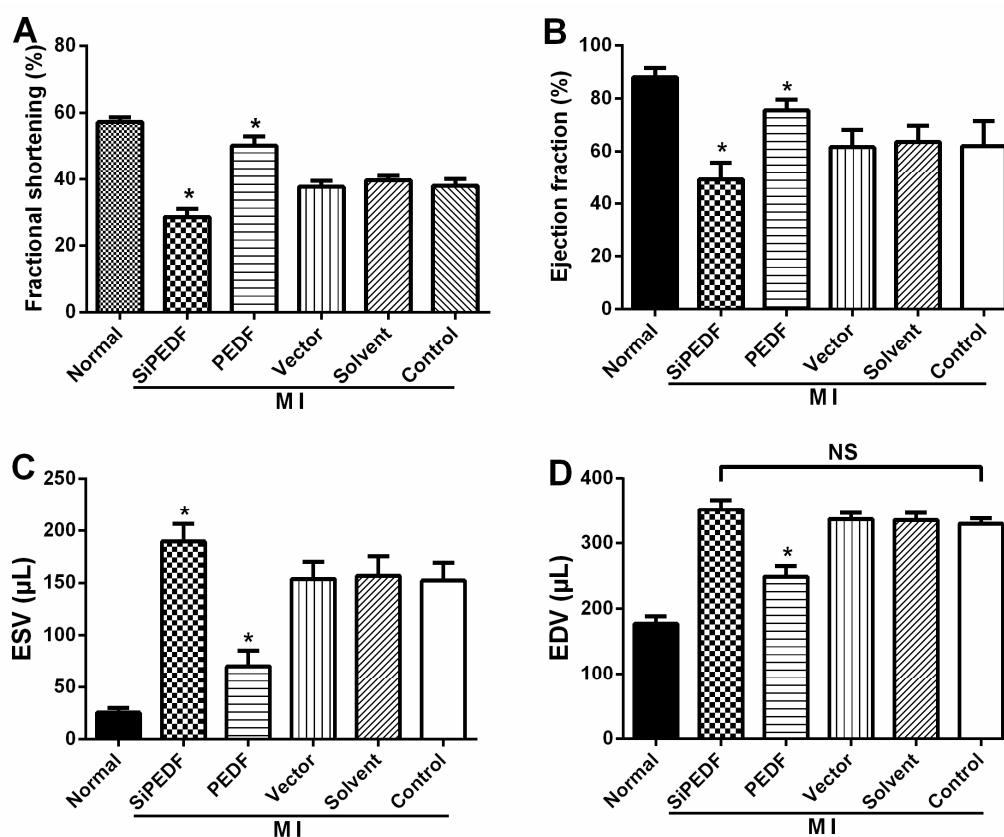 A
Fractional shortening (%)
80
60
40
20
0
*
*
Normal
SiPEDF
PEDF
Vector
Solvent
Control
MI
B
Ejection fraction (%)
100
80
60
40
20
0
*
*
Normal
SiPEDF
PEDF
Vector
Solvent
Control
MI
C
ESV (µL)
250
200
150
100
50
0
*
*
Normal
SiPEDF
PEDF
Vector
Solvent
Control
MI
D
EDV (µL)
400
300
200
100
0
NS
*
Normal
SiPEDF
PEDF
Vector
Solvent
Control
MI